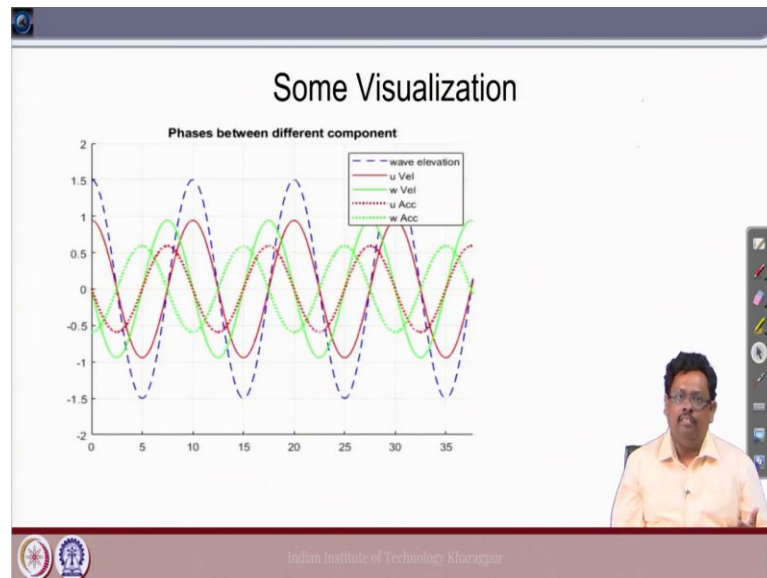 Some Visualization
Phases between different component
2
1.5
1
0.5
0
-0.5
-1
-1.5
-2
0 5 10 15 20 25 30 35
wave elevation
u Vel
w Vel
u Acc
w Acc
Indian Institute of Technology Kharagpur